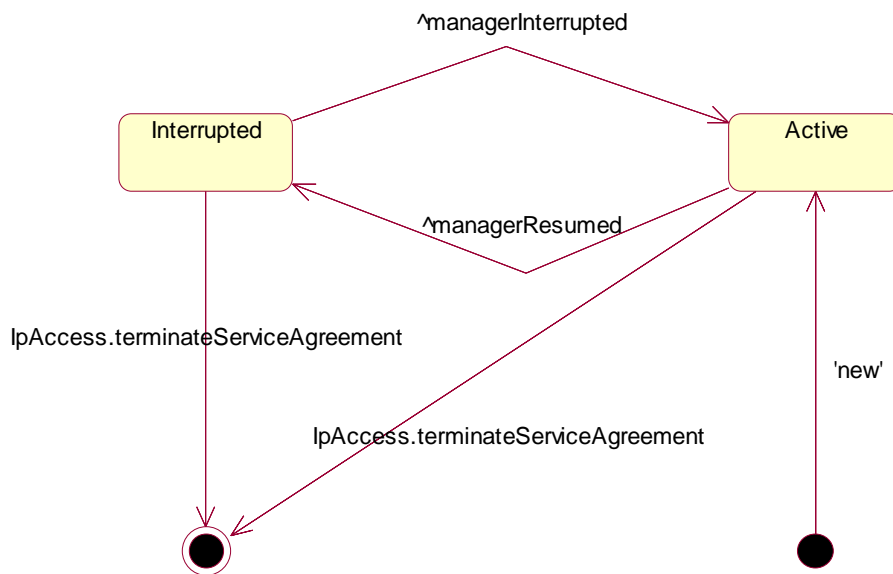 ^managerInterrupted
Interrupted
Active
^managerResumed
IpAccess.terminateServiceAgreement
'new'
IpAccess.terminateServiceAgreement